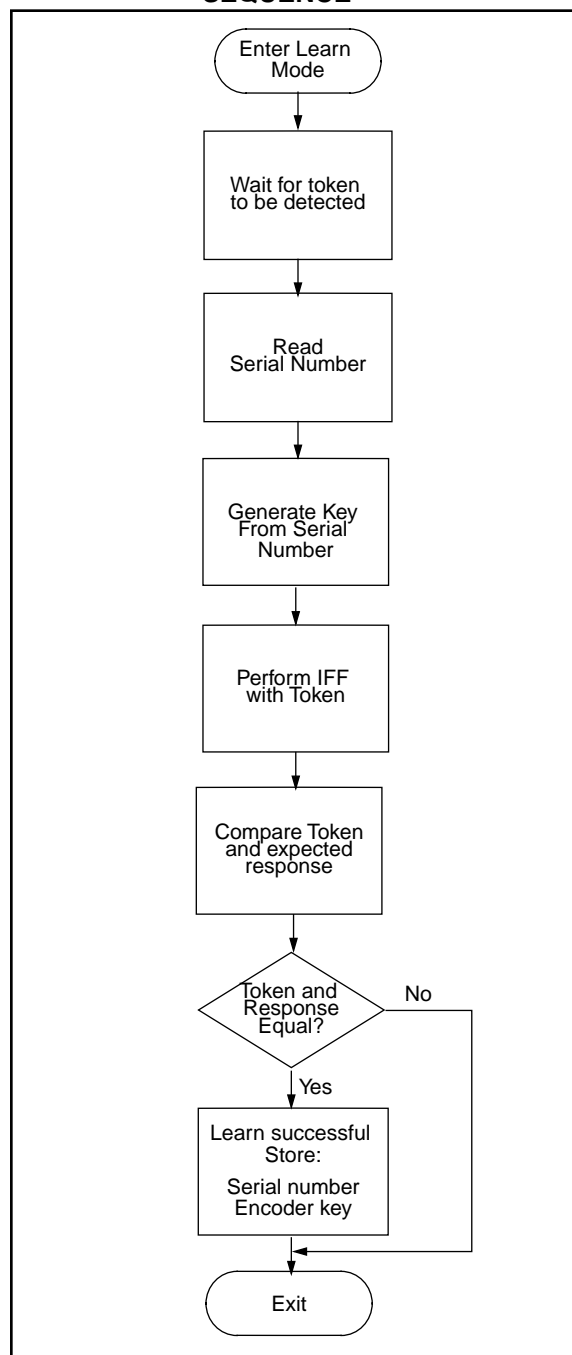 SEQUENCE
Enter Learn
Mode
Wait for token
to be detected
Read
Serial Number
Generate Key
From Serial
Number
Perform IFF
with Token
Compare Token
and expected
response
Token and
Response
Equal?
No
Yes
Learn successful
Store:
Serial number
Encoder key
Exit